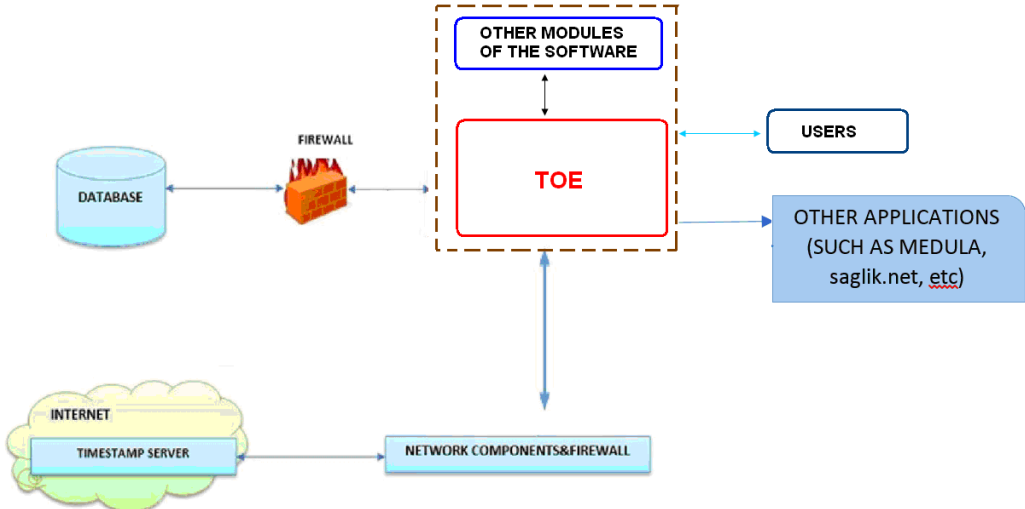 OTHER MODULES
OF THE SOFTWARE
FIREWALL
USERS
TOE
DATABASE
OTHER APPLICATIONS
(SUCH AS MEDULA,
saglik.net, etc)
INTERNET
TIMESTAMP SERVER
NETWORK COMPONENTS&FIREWALL